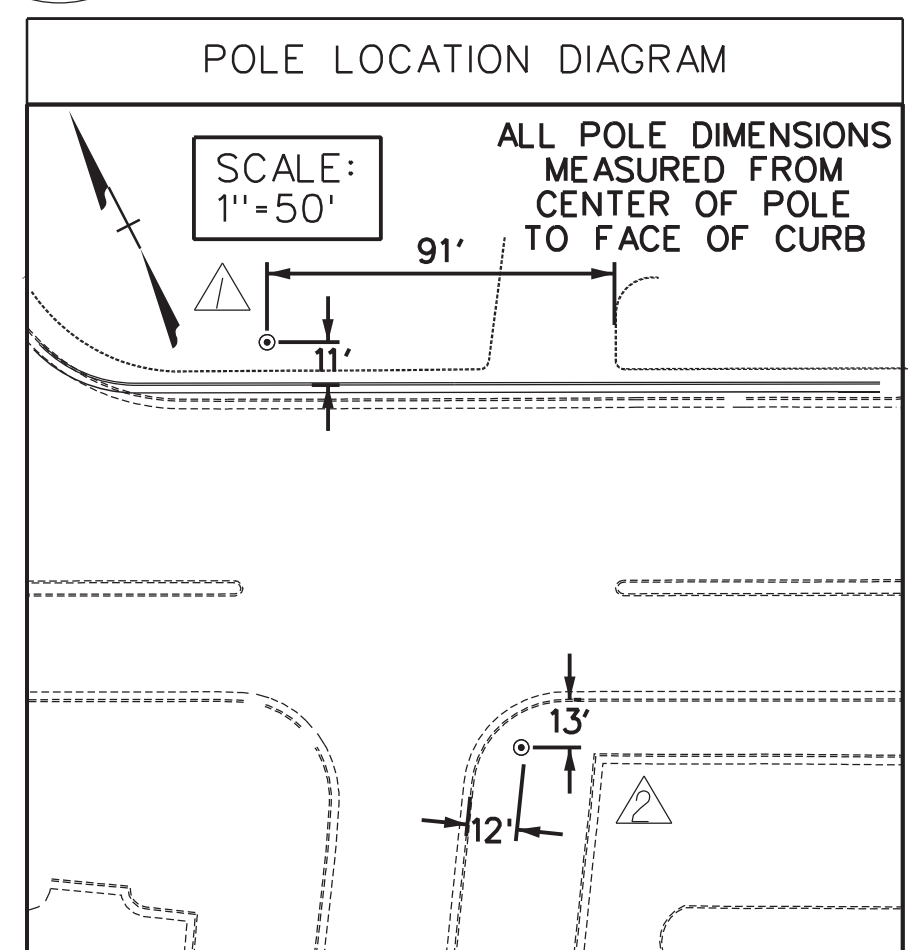 POLE LOCATION DIAGRAM
SCALE:
1"=50'
ALL POLE DIMENSIONS
MEASURED FROM
CENTER OF POLE
TO FACE OF CURB
91'
1
11'
13'
2
12'